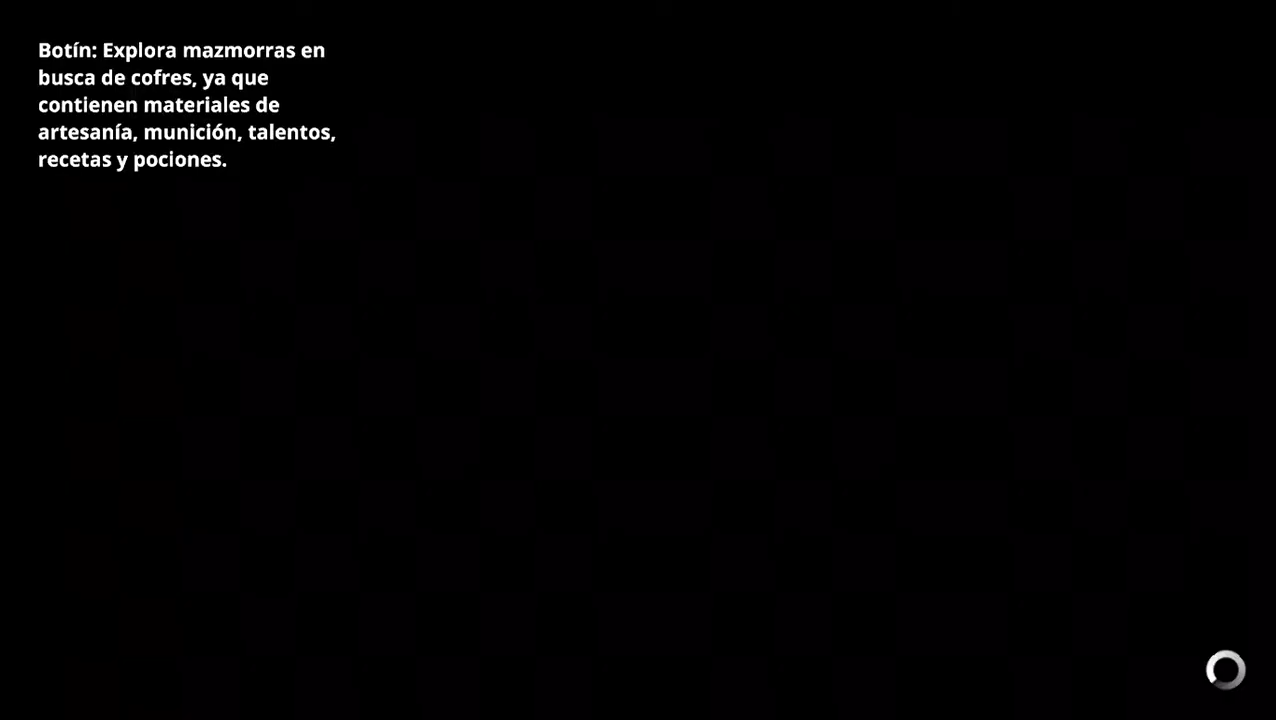 Botín: Explora mazmorras en
busca de cofres, ya que
contienen materiales de
artesanía, munición, talentos,
recetas y pociones.